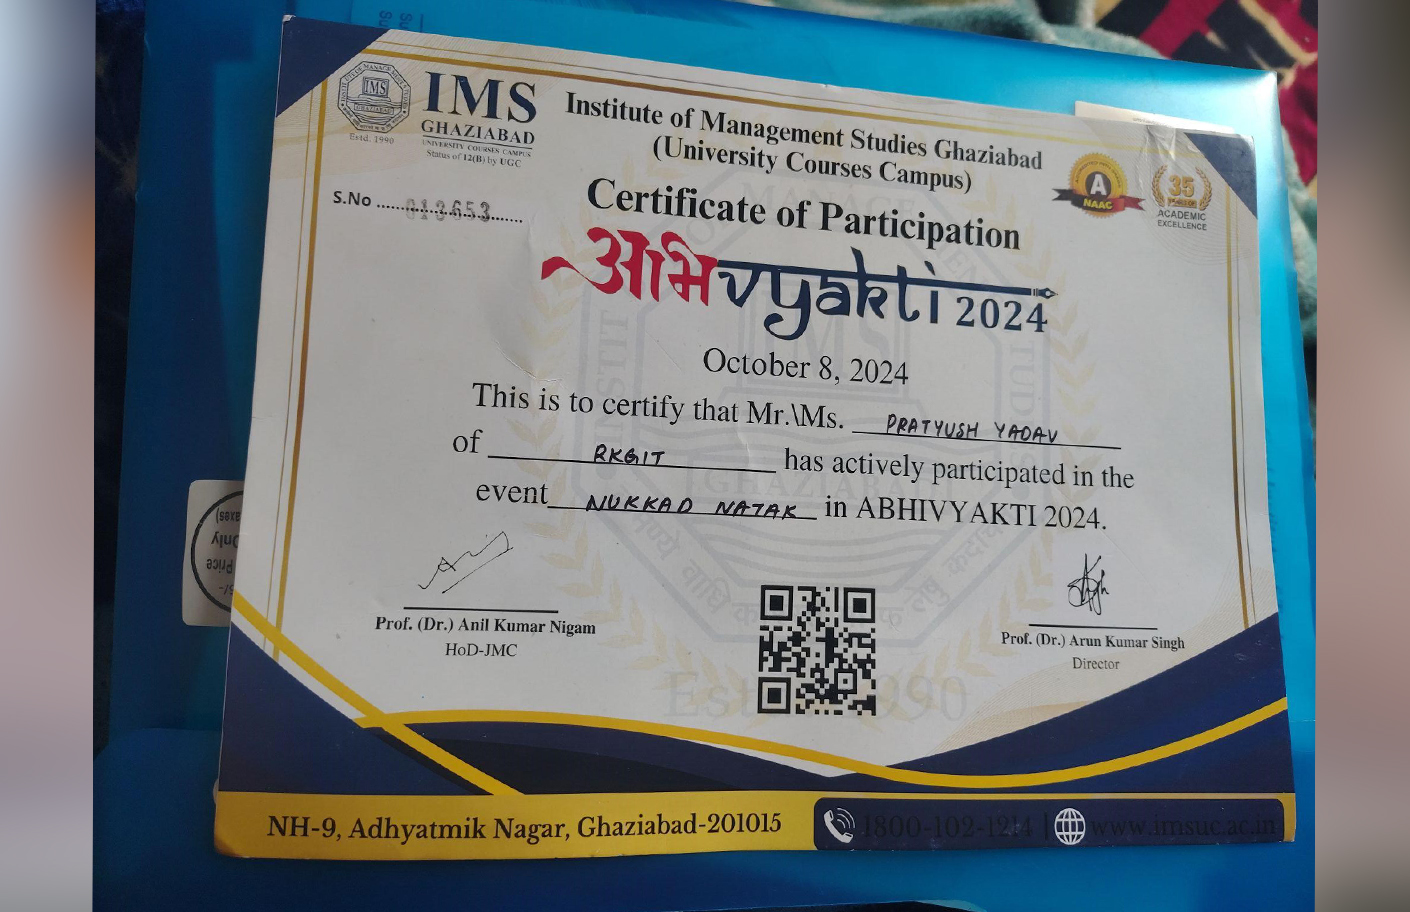 IMS
GHAZIABAD
UNIVERSITY COURSES CAMPUS
Status of 12(B) by UGC
Estd. 1990
Institute of Management Studies Ghaziabad
(University Courses Campus)
A
NAAC
35
ACADEMIC
EXCELLENCE
S.No ..........013653..........
Certificate of Participation
अभिvyakti 2024
October 8, 2024
This is to certify that Mr.\Ms. PRATYUSH YADAV
of RKGIT has actively participated in the
event NUKKAD NATAK in ABHIVYAKTI 2024.
Prof. (Dr.) Anil Kumar Nigam
HoD-JMC
Prof. (Dr.) Arun Kumar Singh
Director
NH-9, Adhyatmik Nagar, Ghaziabad-201015
1800-102-1214 | www.imsuc.ac.in